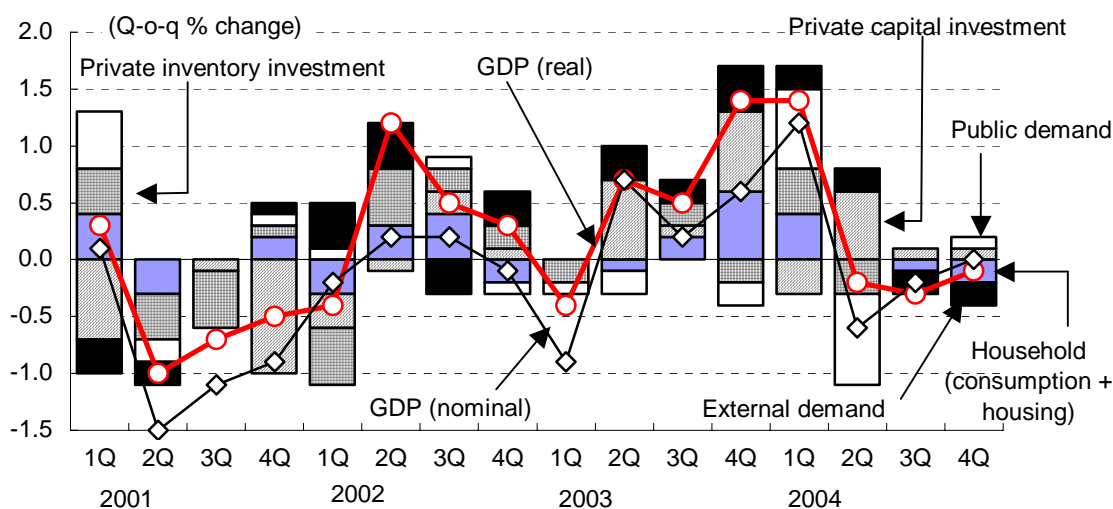 2.0
(Q-o-q % change)
Private capital investment
1.5
Private inventory investment
GDP (real)
1.0
Public demand
0.5
0.0
-0.5
-1.0
Household
(consumption +
housing)
GDP (nominal)
External demand
-1.5
1Q 2Q 3Q 4Q 1Q 2Q 3Q 4Q 1Q 2Q 3Q 4Q 1Q 2Q 3Q 4Q
2001 2002 2003 2004